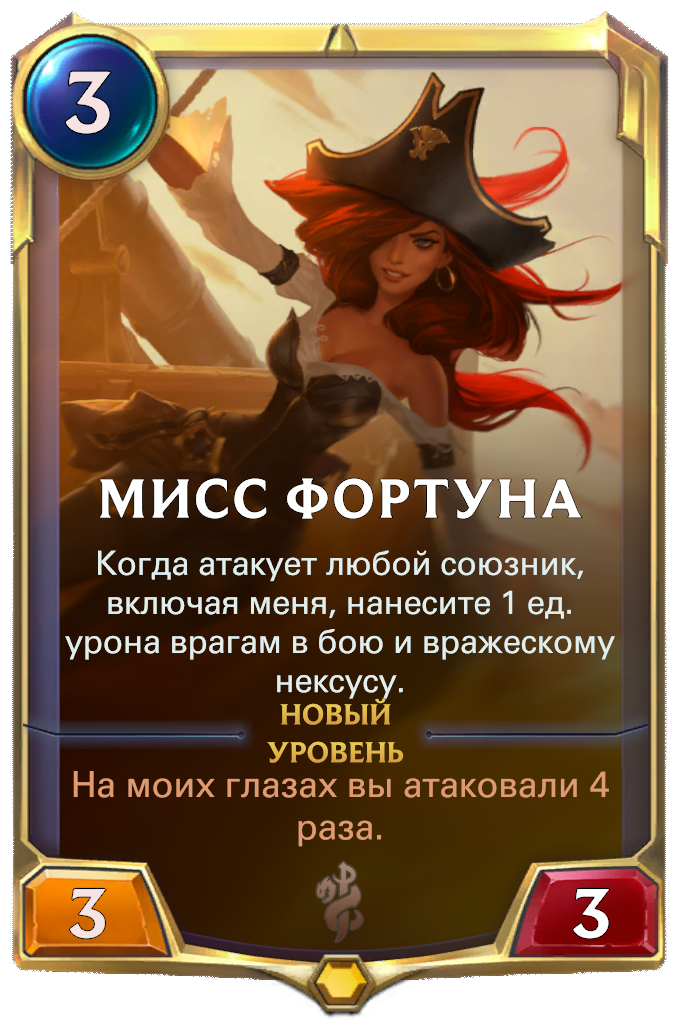 3
МИСС ФОРТУНА
Когда атакует любой союзник,
включая меня, нанесите 1 ед.
урона врагам в бою и вражескому
нексусу.
НОВЫЙ
УРОВЕНЬ
На моих глазах вы атаковали 4
раза.
3
3